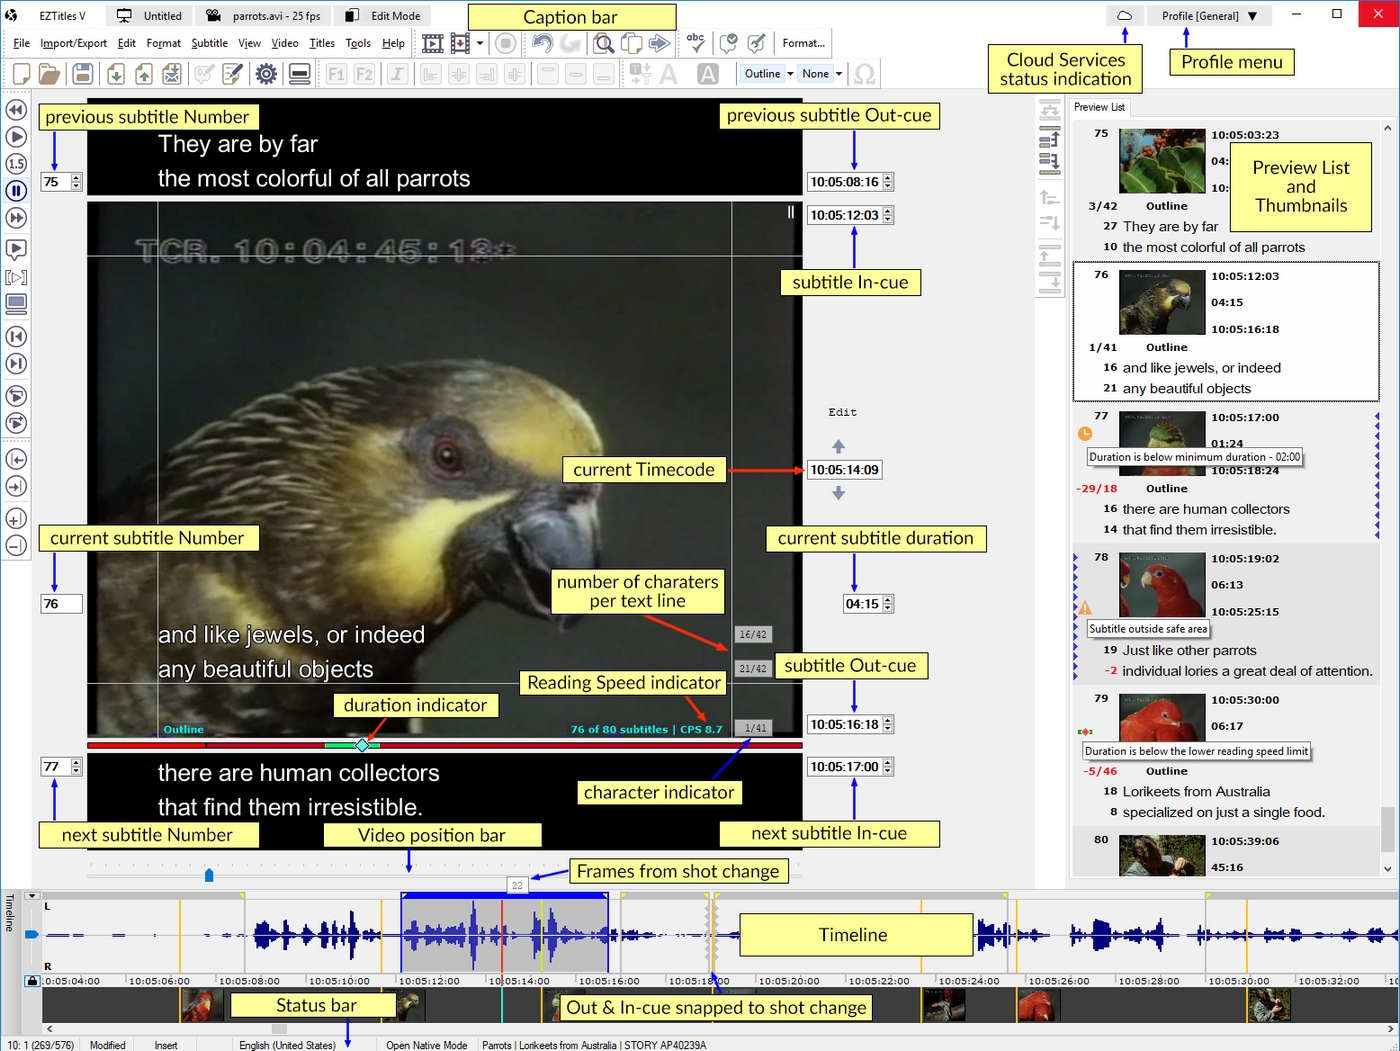 EZTitles V
Untitled
parrots.avi - 25 fps
Edit Mode
Caption bar
Profile [General] ▼
File
Import/Export
Edit
Format
Subtitle
View
Video
Titles
Tools
Help
abc
Format...
Cloud Services
status indication
Profile menu
F1
F2
I
A
A
Outline
None
Ω
1.5
previous subtitle Number
They are by far
the most colorful of all parrots
75
previous subtitle Out-cue
10:05:08:16
10:05:12:03
TCR. 10:04:45:13*
subtitle In-cue
Edit
current Timecode
10:05:14:09
current subtitle Number
76
current subtitle duration
04:15
number of charaters
per text line
and like jewels, or indeed
any beautiful objects
16/42
21/42
subtitle Out-cue
Reading Speed indicator
duration indicator
Outline
76 of 80 subtitles | CPS 8.7
1/41
10:05:16:18
77
there are human collectors
that find them irresistible.
10:05:17:00
character indicator
next subtitle Number
Video position bar
next subtitle In-cue
Frames from shot change
22
Preview List
75
10:05:03:23
04:
10:
Preview List
and
Thumbnails
3/42
Outline
27 They are by far
10 the most colorful of all parrots
76
10:05:12:03
04:15
10:05:16:18
1/41
Outline
16 and like jewels, or indeed
21 any beautiful objects
77
10:05:17:00
01:24
Duration is below minimum duration - 02:00
10:05:18:24
-29/18
Outline
16 there are human collectors
14 that find them irresistible.
78
10:05:19:02
06:13
10:05:25:15
Subtitle outside safe area
19 Just like other parrots
-2 individual lories a great deal of attention.
79
10:05:30:00
06:17
Duration is below the lower reading speed limit
-5/46
Outline
18 Lorikeets from Australia
8 specialized on just a single food.
80
10:05:39:06
45:16
Timeline
L
R
Timeline
10:05:04:00
10:05:06:00
10:05:08:00
10:05:10:00
10:05:12:00
10:05:14:00
10:05:16:00
10:05:18:00
10:05:20:00
10:05:22:00
10:05:24:00
10:05:26:00
10:05:28:00
10:05:30:00
10:05:32:00
10
Status bar
Out & In-cue snapped to shot change
10: 1 (269/576)
Modified
Insert
English (United States)
Open Native Mode
Parrots | Lorikeets from Australia | STORY AP40239A